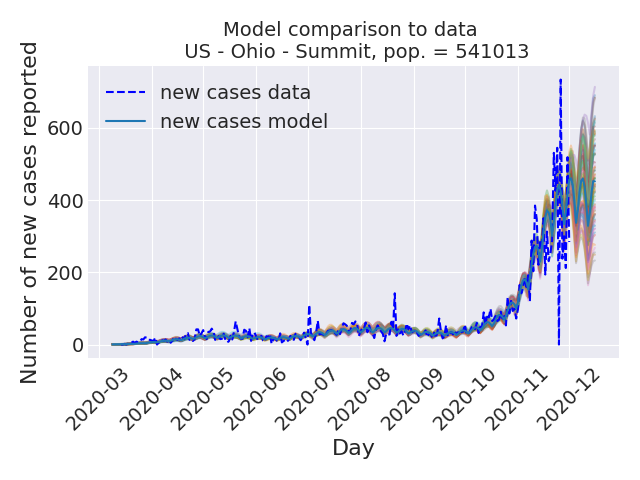 Model comparison to data
US - Ohio - Summit, pop. = 541013
new cases data
new cases model
Number of new cases reported
600
400
200
0
2020-03
2020-04
2020-05
2020-06
2020-07
2020-08
2020-09
2020-10
2020-11
2020-12
Day